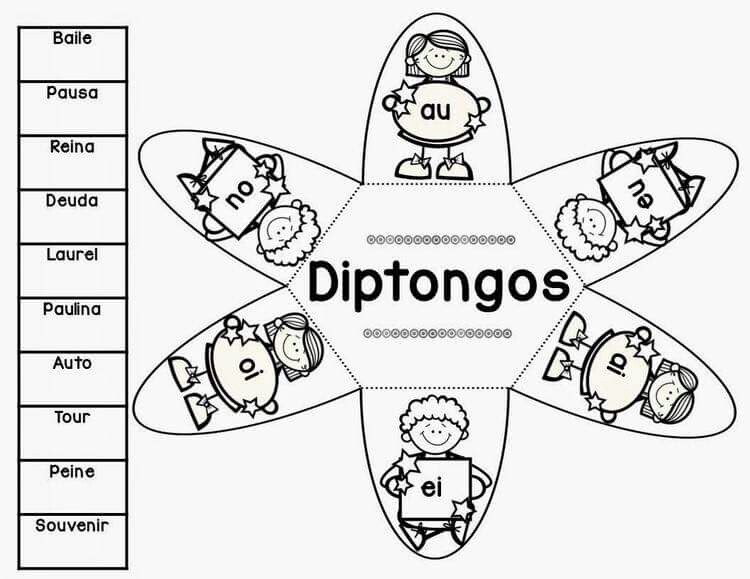 Baile
Pausa
Reina
Deuda
Laurel
Paulina
Auto
Tour
Peine
Souvenir
au
eu
ai
ei
oi
ou
Diptongos